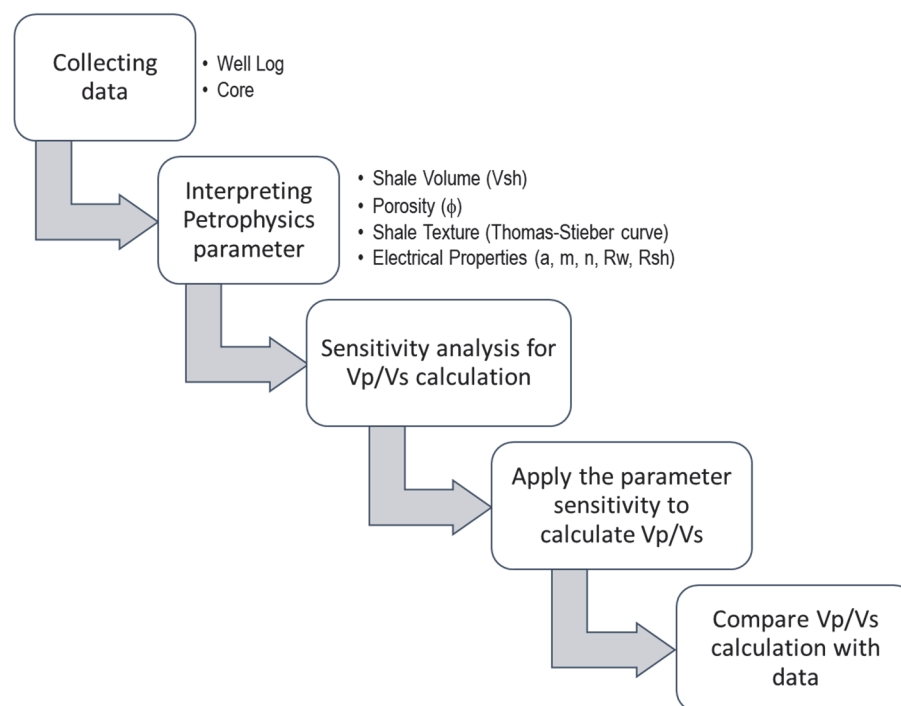 Collecting
data
• Well Log
• Core
Interpreting
Petrophysics
parameter
• Shale Volume (Vsh)
• Porosity (ϕ)
• Shale Texture (Thomas-Stieber curve)
• Electrical Properties (a, m, n, Rw, Rsh)
Sensitivity analysis for
Vp/Vs calculation
Apply the parameter
sensitivity to
calculate Vp/Vs
Compare Vp/Vs
calculation with
data